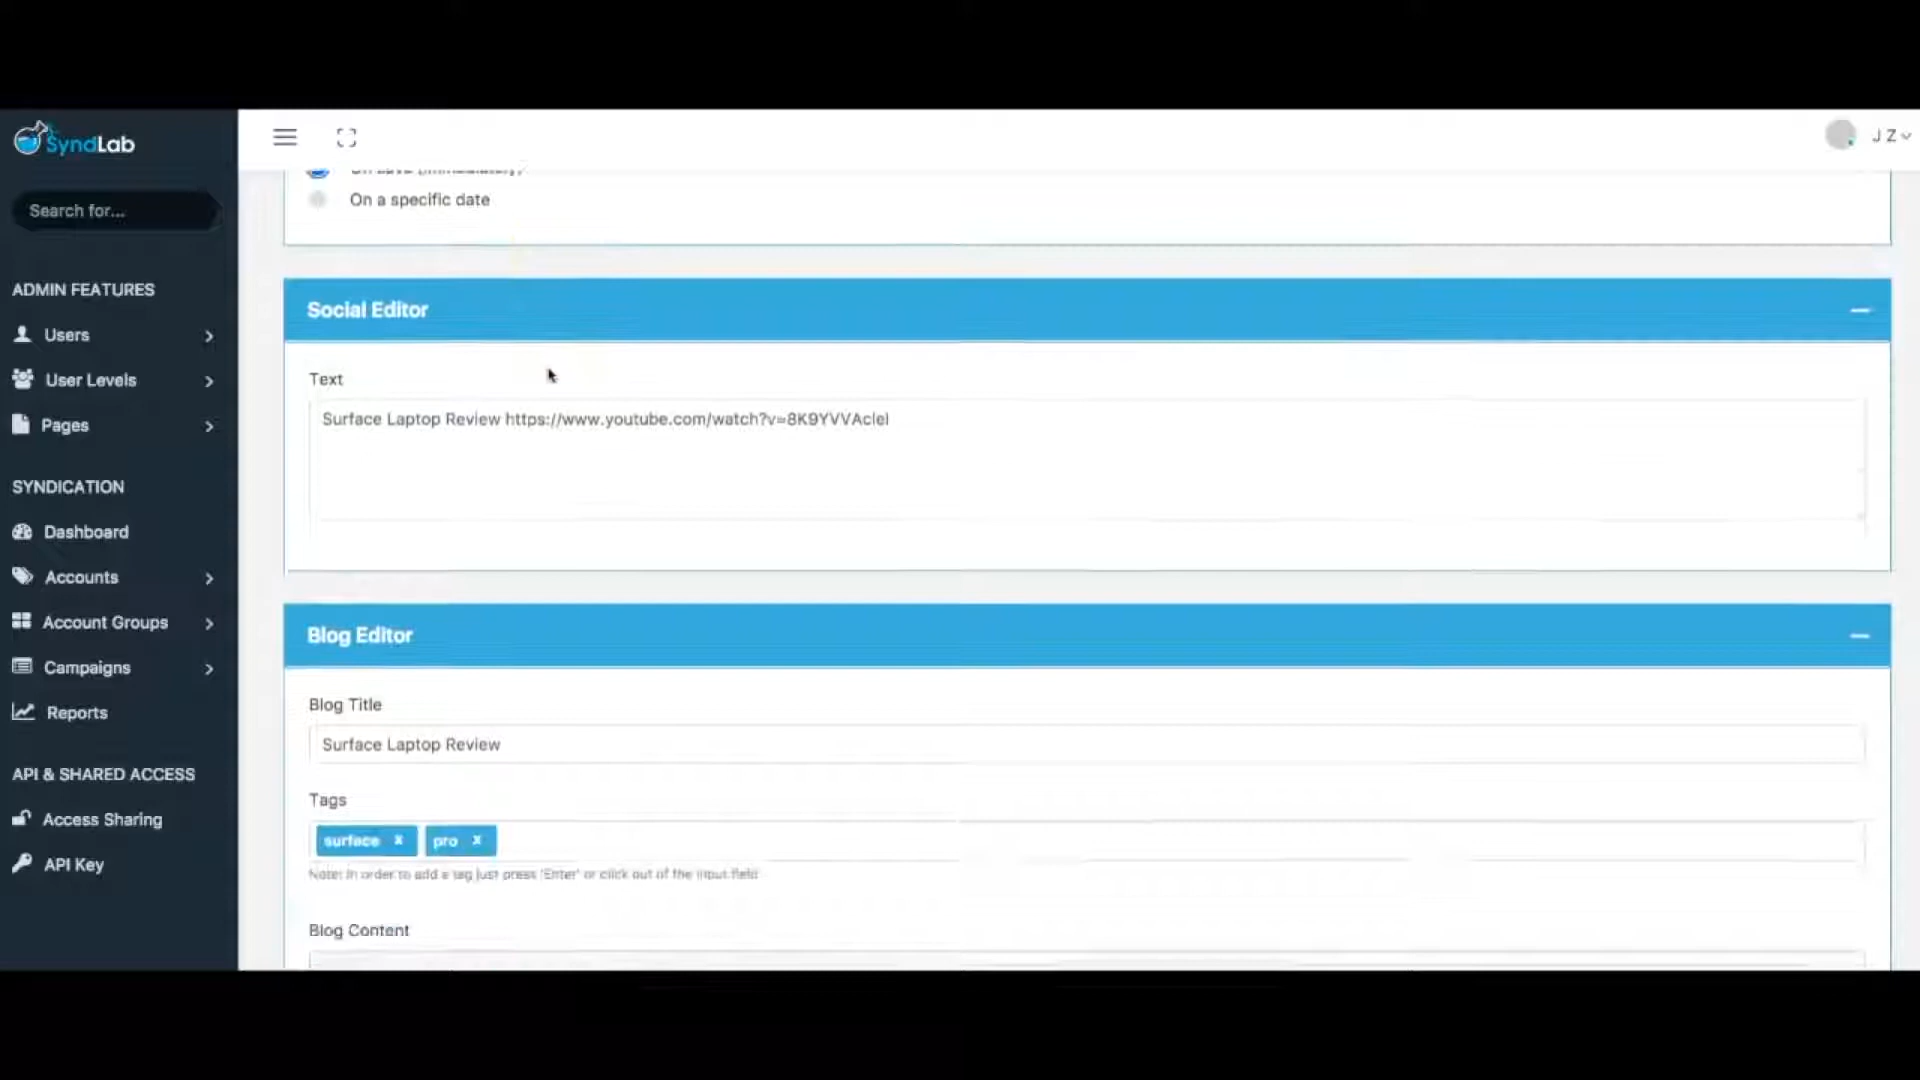 SyndLab
J Z
Search for...
On a specific date
ADMIN FEATURES
Users
User Levels
Pages
SYNDICATION
Dashboard
Accounts
Account Groups
Campaigns
Reports
API & SHARED ACCESS
Access Sharing
API Key
Social Editor
Text
Surface Laptop Review https://www.youtube.com/watch?v=8K9YVVAcleI
Blog Editor
Blog Title
Surface Laptop Review
Tags
surface x pro x
Note: In order to add a tag just press 'Enter' or click out of the input field
Blog Content